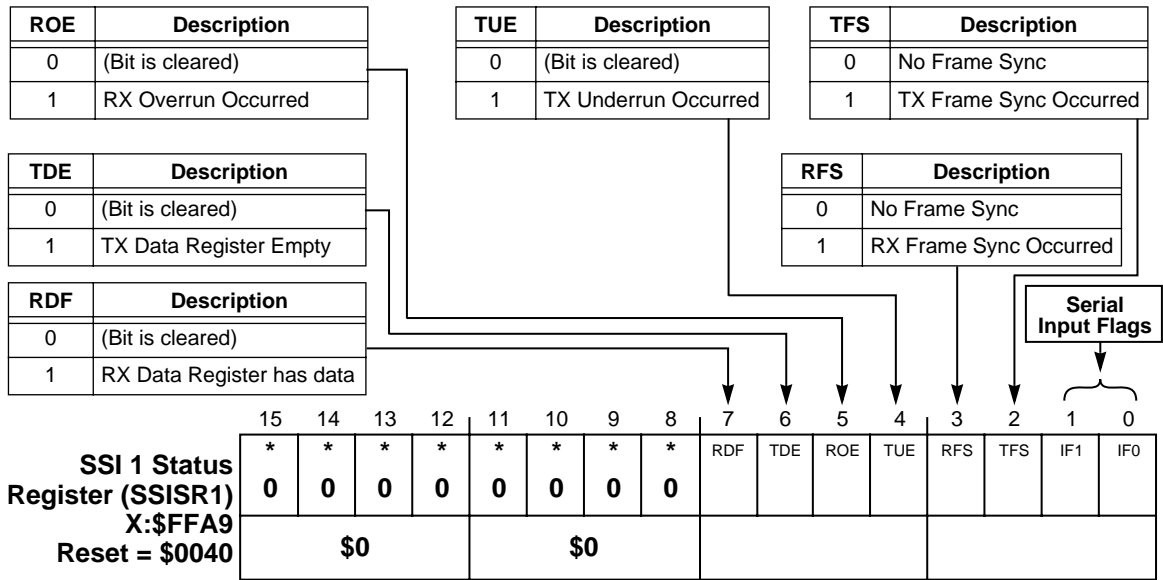 ROE Description
0 (Bit is cleared)
1 RX Overrun Occurred
TUE Description
0 (Bit is cleared)
1 TX Underrun Occurred
TFS Description
0 No Frame Sync
1 TX Frame Sync Occurred
TDE Description
0 (Bit is cleared)
1 TX Data Register Empty
RFS Description
0 No Frame Sync
1 RX Frame Sync Occurred
RDF Description
0 (Bit is cleared)
1 RX Data Register has data
Serial
Input Flags
15 14 13 12 11 10 9 8 7 6 5 4 3 2 1 0
* * * * * * * * RDF TDE ROE TUE RFS TFS IF1 IF0
0 0 0 0 0 0 0 0
SSI 1 Status
Register (SSISR1)
X:$FFA9
Reset = $0040
$0 $0